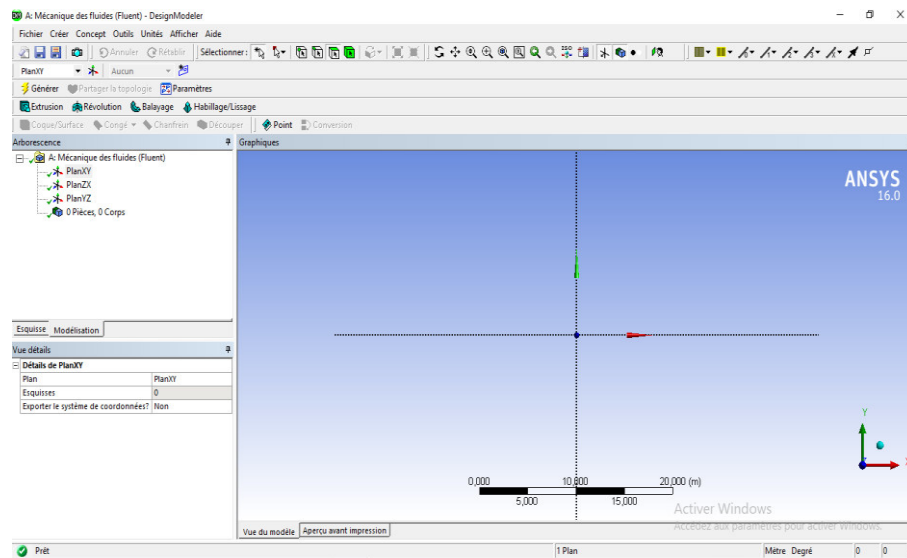 A: Mécanique des fluides (Fluent) - DesignModeler
Fichier Créer Concept Outils Unités Afficher Aide
Annuler Rétablir Sélectionner:
PlanXY Aucun
Générer Partager la topologie Paramètres
Extrusion Révolution Balayage Habillage/Lissage
Coque/Surface Congé Chanfrein Découper Point Conversion
Arborescence
A: Mécanique des fluides (Fluent)
PlanXY
PlanZX
PlanYZ
0 Pièces, 0 Corps
Esquisse Modélisation
Vue détails
Détails de PlanXY
Plan PlanXY
Esquisses 0
Exporter le système de coordonnées? Non
Graphiques
ANSYS
16.0
Y
0,000 10,000 20,000 (m)
5,000 15,000
Activer Windows
Accédez aux paramètres pour activer Windows.
Vue du modèle Aperçu avant impression
Prêt 1 Plan Mètre Degré 0 0